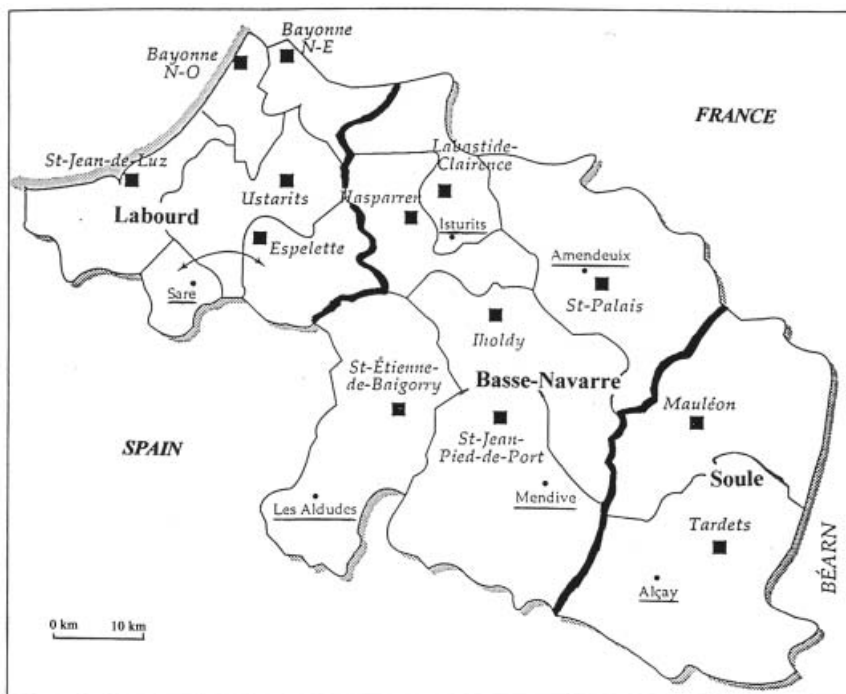 Bayonne
N-E
Bayonne
N-O
FRANCE
St-Jean-de-Luz
Labastide-
Clairence
Ustarits
Hasparren
Labourd
Isturits
Espelette
Amendeuix
Sare
St-Palais
Iholdy
St-Étienne-
de-Baigorry
Basse-Navarre
Mauléon
SPAIN
St-Jean-
Pied-de-Port
Soule
Les Aldudes
Mendive
Tardets
BÉARN
Alçay
0 km
10 km